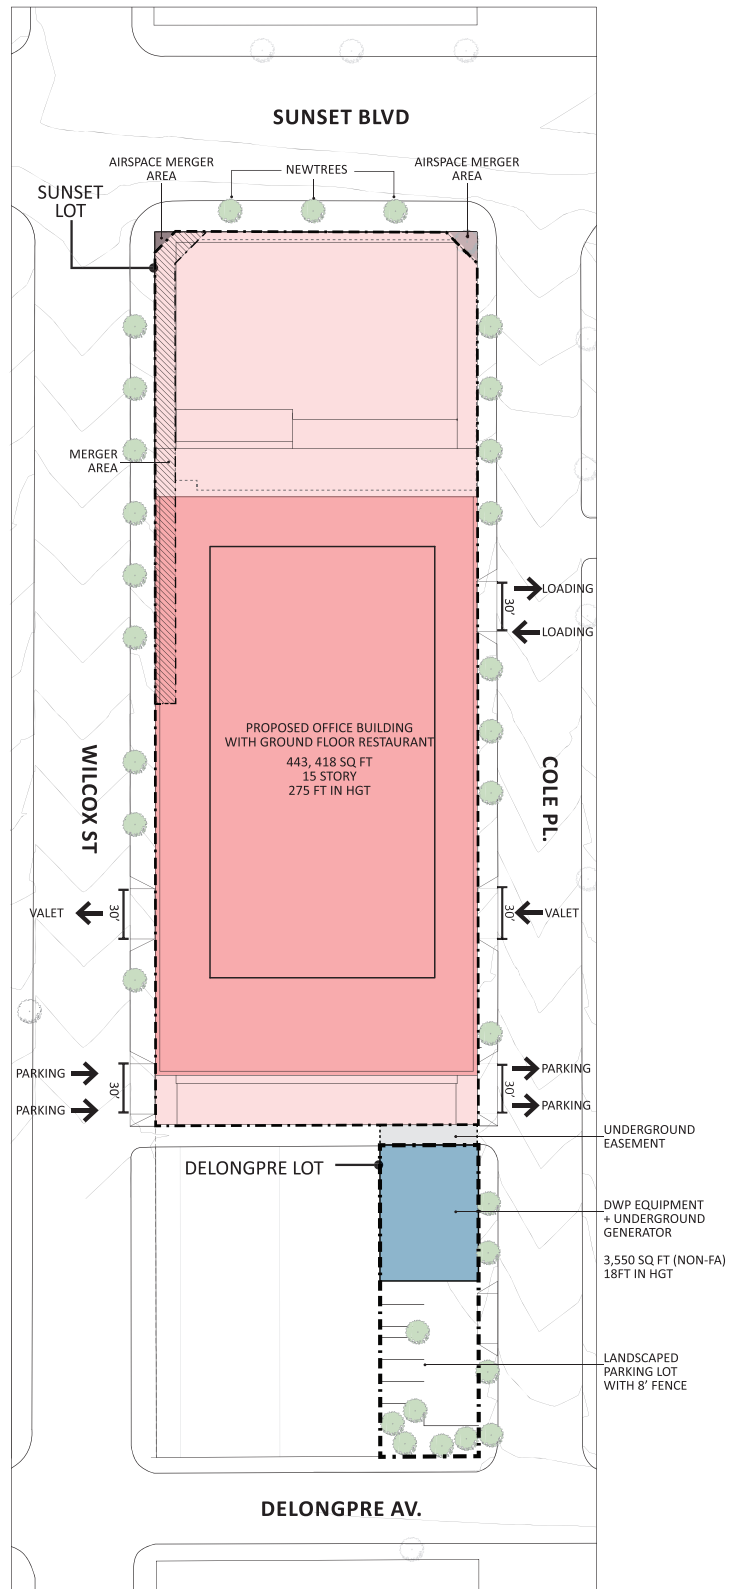 SUNSET BLVD
AIRSPACE MERGER
AREA
NEWTREES
AIRSPACE MERGER
AREA
SUNSET
LOT
MERGER
AREA
LOADING
30'
LOADING
PROPOSED OFFICE BUILDING
WITH GROUND FLOOR RESTAURANT
443, 418 SQ FT
15 STORY
275 FT IN HGT
WILCOX ST
COLE PL.
VALET
30'
30'
VALET
PARKING
30'
PARKING
30'
PARKING
PARKING
UNDERGROUND
EASEMENT
DELONGPRE LOT
DWP EQUIPMENT
+ UNDERGROUND
GENERATOR
3,550 SQ FT (NON-FA)
18FT IN HGT
LANDSCAPED
PARKING LOT
WITH 8’ FENCE
DELONGPRE AV.